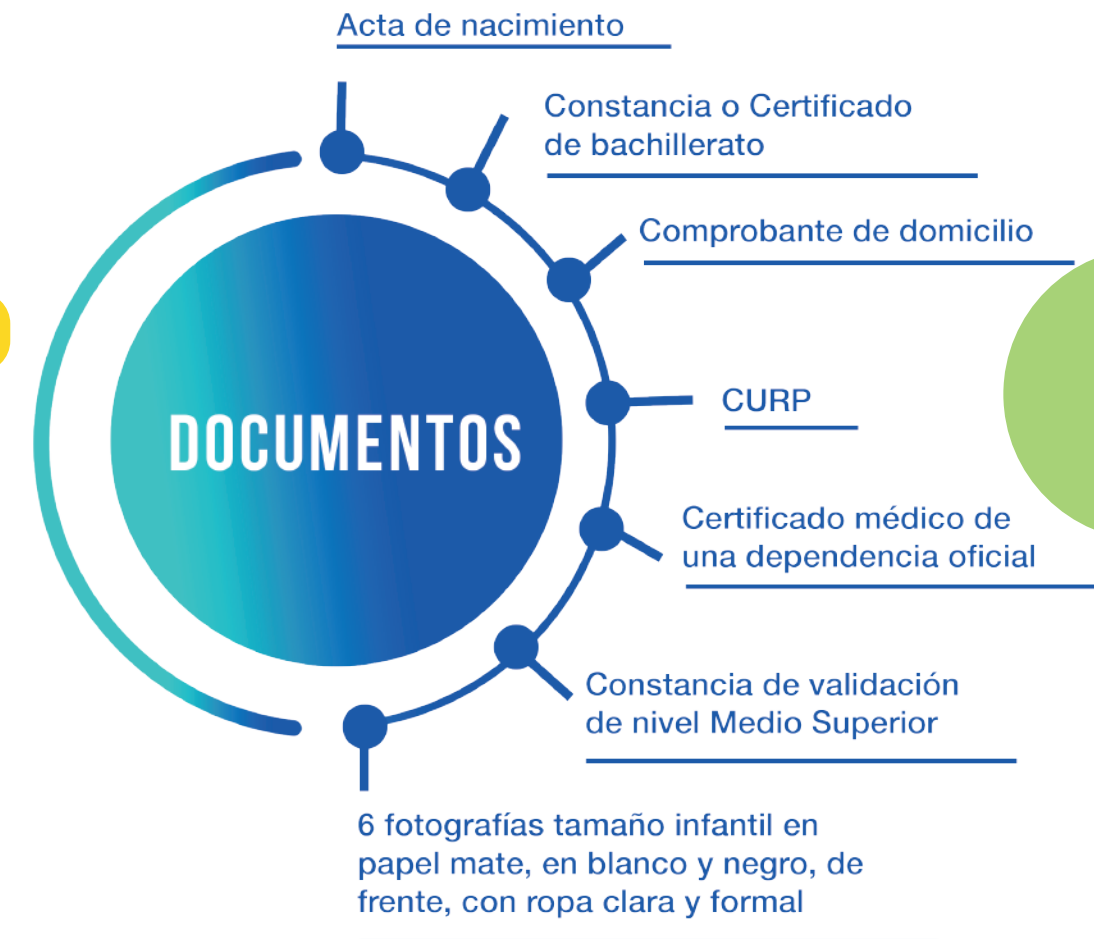 Acta de nacimiento
Constancia o Certificado
de bachillerato
Comprobante de domicilio
CURP
DOCUMENTOS
Certificado médico de
una dependencia oficial
Constancia de validación
de nivel Medio Superior
6 fotografías tamaño infantil en
papel mate, en blanco y negro, de
frente, con ropa clara y formal